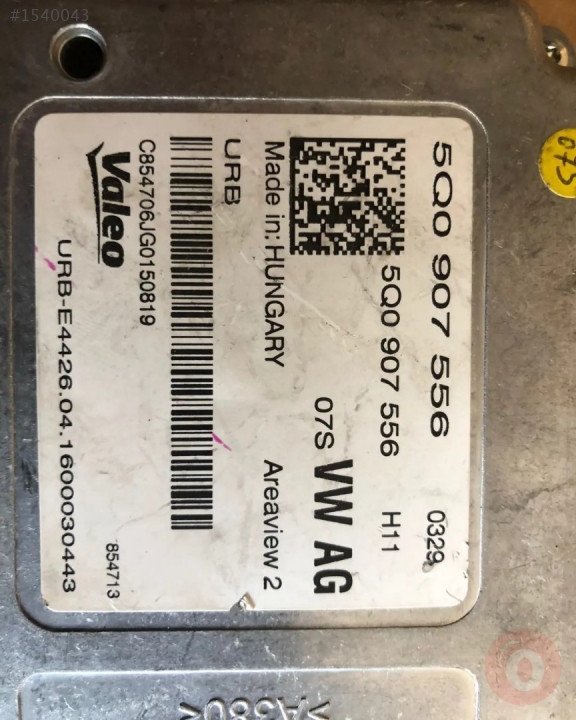 #1540043
075
5Q0 907 556
0329
5Q0 907 556 H11
07S VW AG
Made in: HUNGARY Areaview 2
URB
C854706JG0150819
854713
Valeo
URB-E4426.04.1600030443